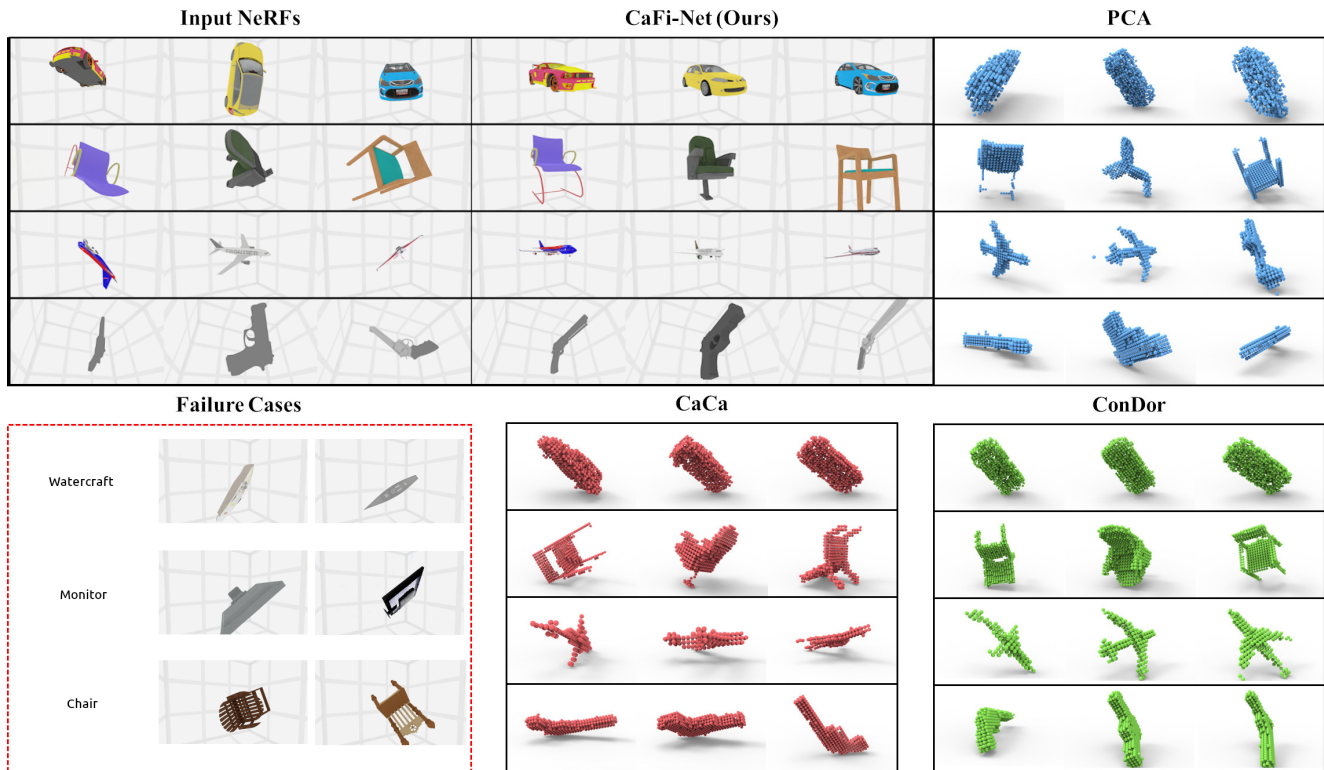 Input NeRFs
CaFi-Net (Ours)
PCA
Failure Cases
CaCa
ConDor
Watercraft
Monitor
Chair